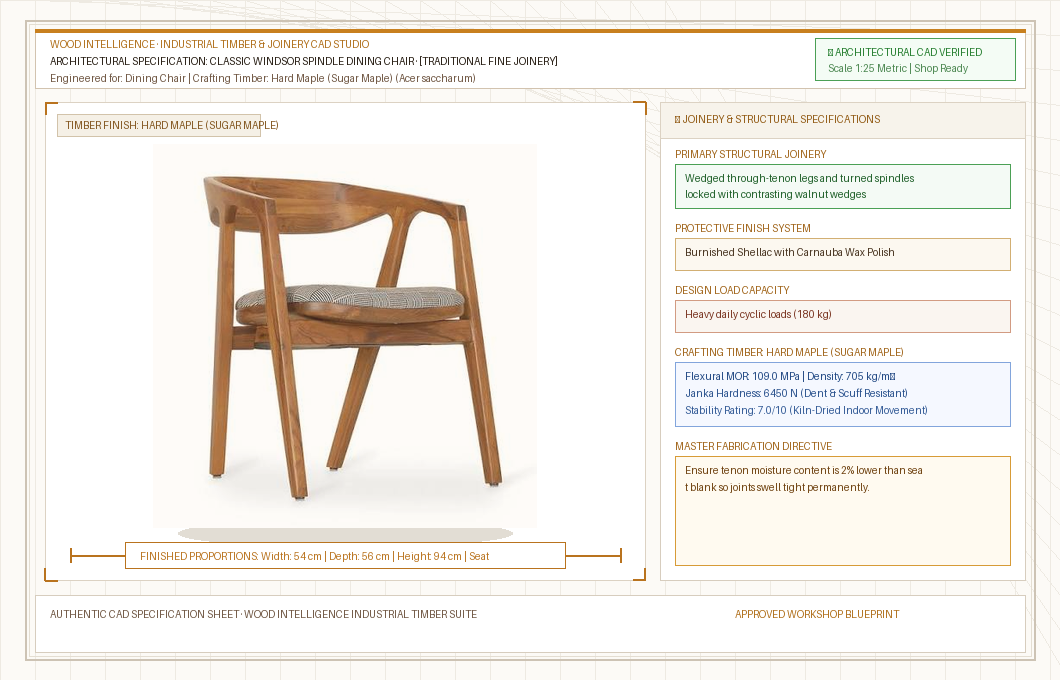 WOOD INTELLIGENCE · INDUSTRIAL TIMBER & JOINERY CAD STUDIO
ARCHITECTURAL SPECIFICATION: CLASSIC WINDSOR SPINDLE DINING CHAIR · [TRADITIONAL FINE JOINERY]
Engineered for: Dining Chair | Crafting Timber: Hard Maple (Sugar Maple) (Acer saccharum)
ARCHITECTURAL CAD VERIFIED
Scale 1:25 Metric | Shop Ready
TIMBER FINISH: HARD MAPLE (SUGAR MAPLE)
FINISHED PROPORTIONS: Width: 54 cm | Depth: 56 cm | Height: 94 cm | Seat
JOINERY & STRUCTURAL SPECIFICATIONS
PRIMARY STRUCTURAL JOINERY
Wedged through-tenon legs and turned spindles
locked with contrasting walnut wedges
PROTECTIVE FINISH SYSTEM
Burnished Shellac with Carnauba Wax Polish
DESIGN LOAD CAPACITY
Heavy daily cyclic loads (180 kg)
CRAFTING TIMBER: HARD MAPLE (SUGAR MAPLE)
Flexural MOR: 109.0 MPa | Density: 705 kg/m
Janka Hardness: 6450 N (Dent & Scuff Resistant)
Stability Rating: 7.0/10 (Kiln-Dried Indoor Movement)
MASTER FABRICATION DIRECTIVE
Ensure tenon moisture content is 2% lower than sea
t blank so joints swell tight permanently.
AUTHENTIC CAD SPECIFICATION SHEET · WOOD INTELLIGENCE INDUSTRIAL TIMBER SUITE
APPROVED WORKSHOP BLUEPRINT